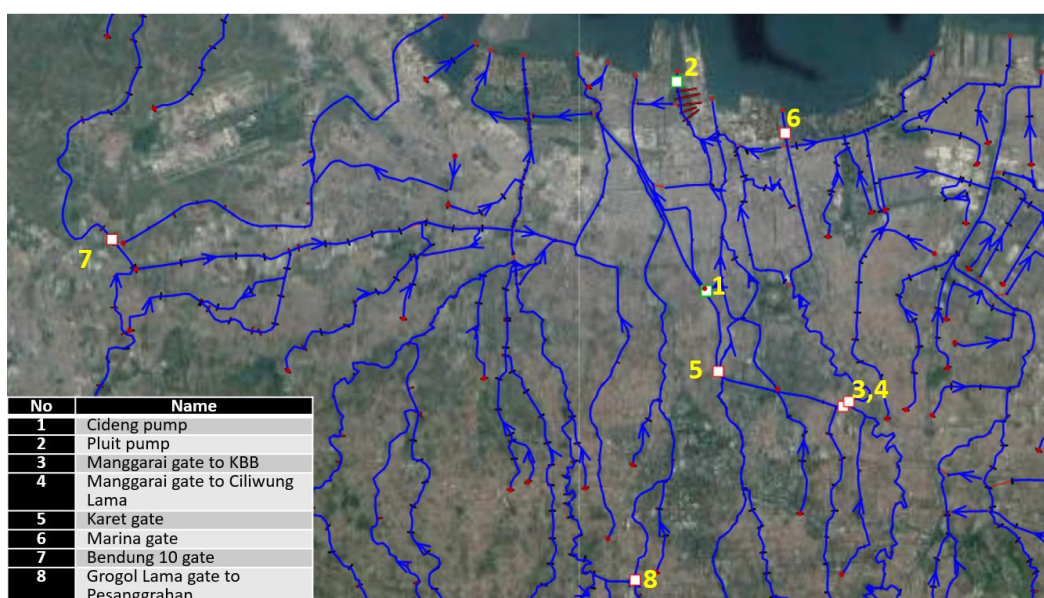 2
6
7
1
5
3,4
8
No Name
1 Cideng pump
2 Pluit pump
3 Manggarai gate to KBB
4 Manggarai gate to Ciliwung
Lama
5 Karet gate
6 Marina gate
7 Bendung 10 gate
8 Grogol Lama gate to
Pesanggrahan